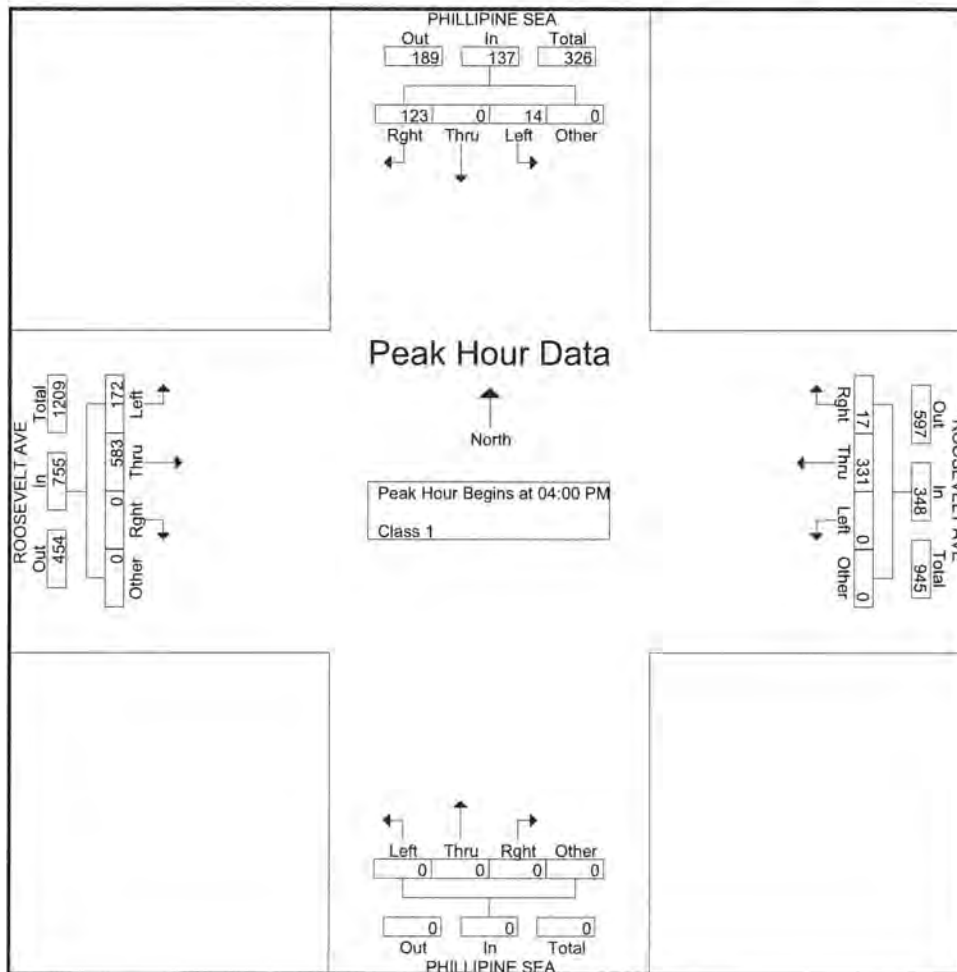 PHILLIPINE SEA
Out In Total
189 137 326
123 0 14 0
Rght Thru Left Other
Peak Hour Data
North
Peak Hour Begins at 04:00 PM
Class 1
ROOSEVELT AVE
Out In Total
454 755 1209
172 583 0 0
Left Thru Rght Other
ROOSEVELT AVE
Out In Total
597 348 945
17 331 0 0
Rght Thru Left Other
Left Thru Rght Other
0 0 0 0
0 0 0
Out In Total
PHILLIPINE SEA